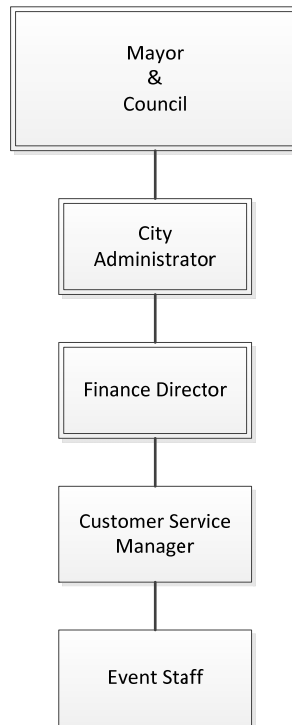 Mayor
&
Council
City
Administrator
Finance Director
Customer Service
Manager
Event Staff